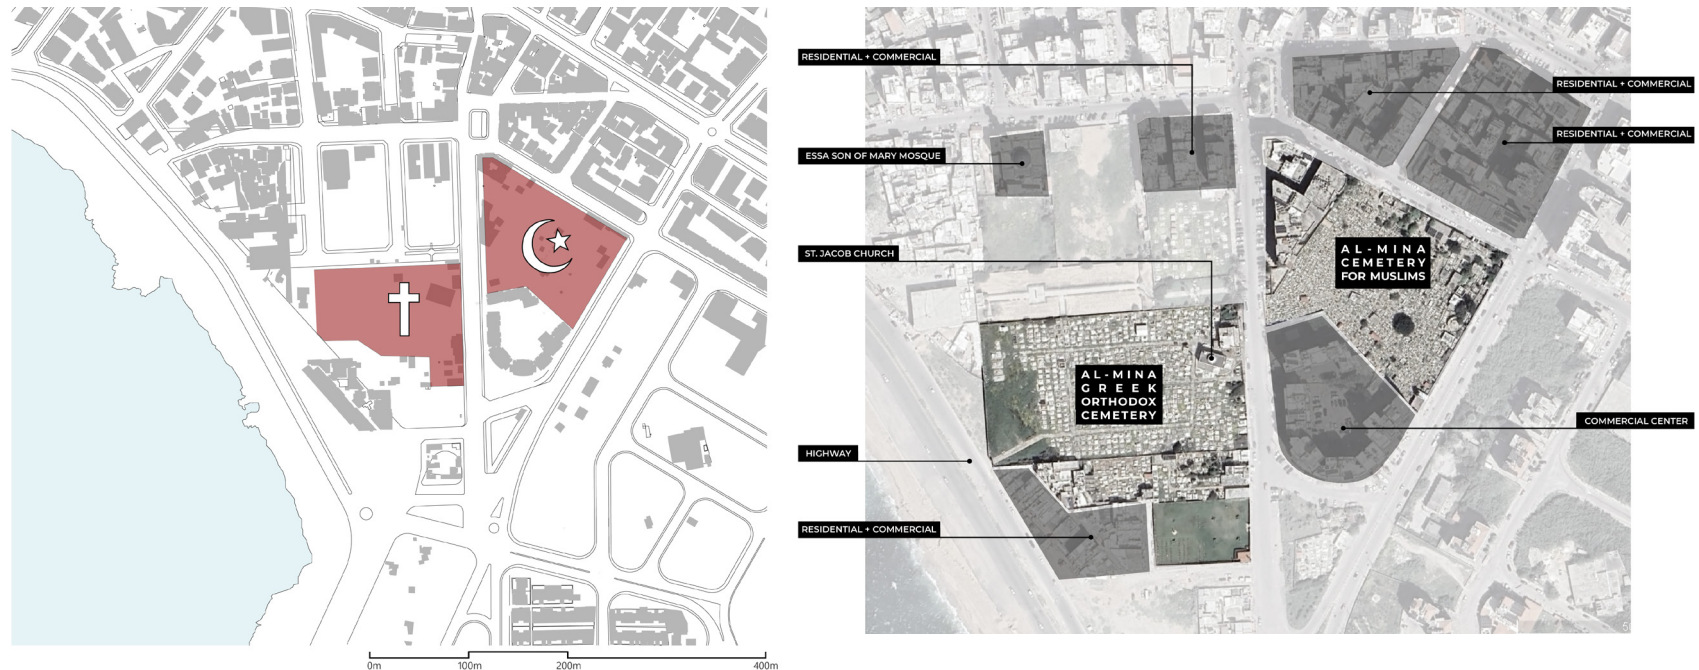 0m
100m
200m
400m
RESIDENTIAL + COMMERCIAL
ESSA SON OF MARY MOSQUE
ST. JACOB CHURCH
HIGHWAY
RESIDENTIAL + COMMERCIAL
RESIDENTIAL + COMMERCIAL
RESIDENTIAL + COMMERCIAL
AL-MINA
CEMETERY
FOR MUSLIMS
AL-MINA
GREEK
ORTHODOX
CEMETERY
COMMERCIAL CENTER